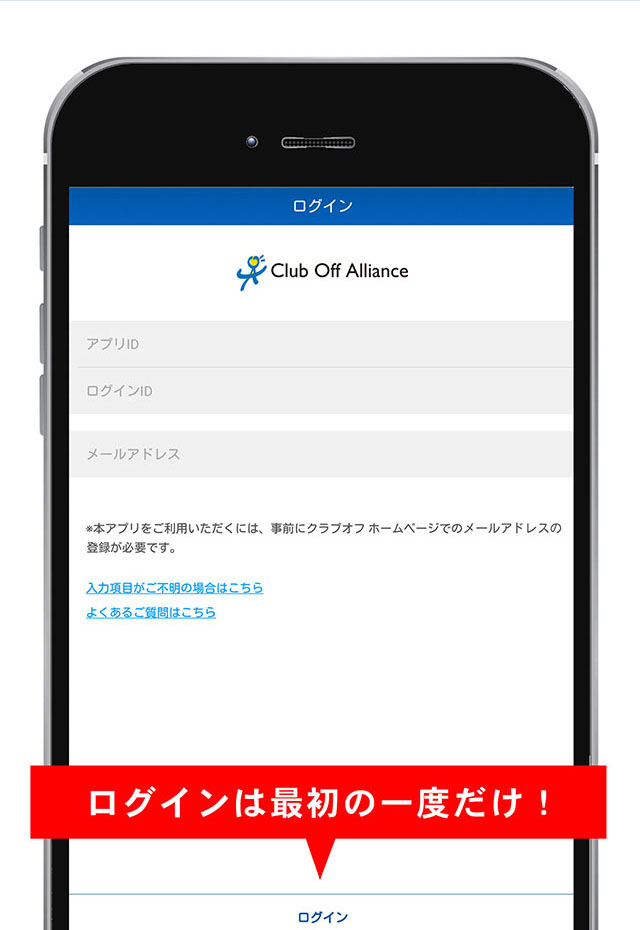 ログイン
Club Off Alliance
アプリID
ログインID
メールアドレス
※本アプリをご利用いただくには、事前にクラブオフ ホームページでのメールアドレスの
登録が必要です。
入力項目がご不明の場合はこちら
よくあるご質問はこちら
ログインは最初の一度だけ！
ログイン